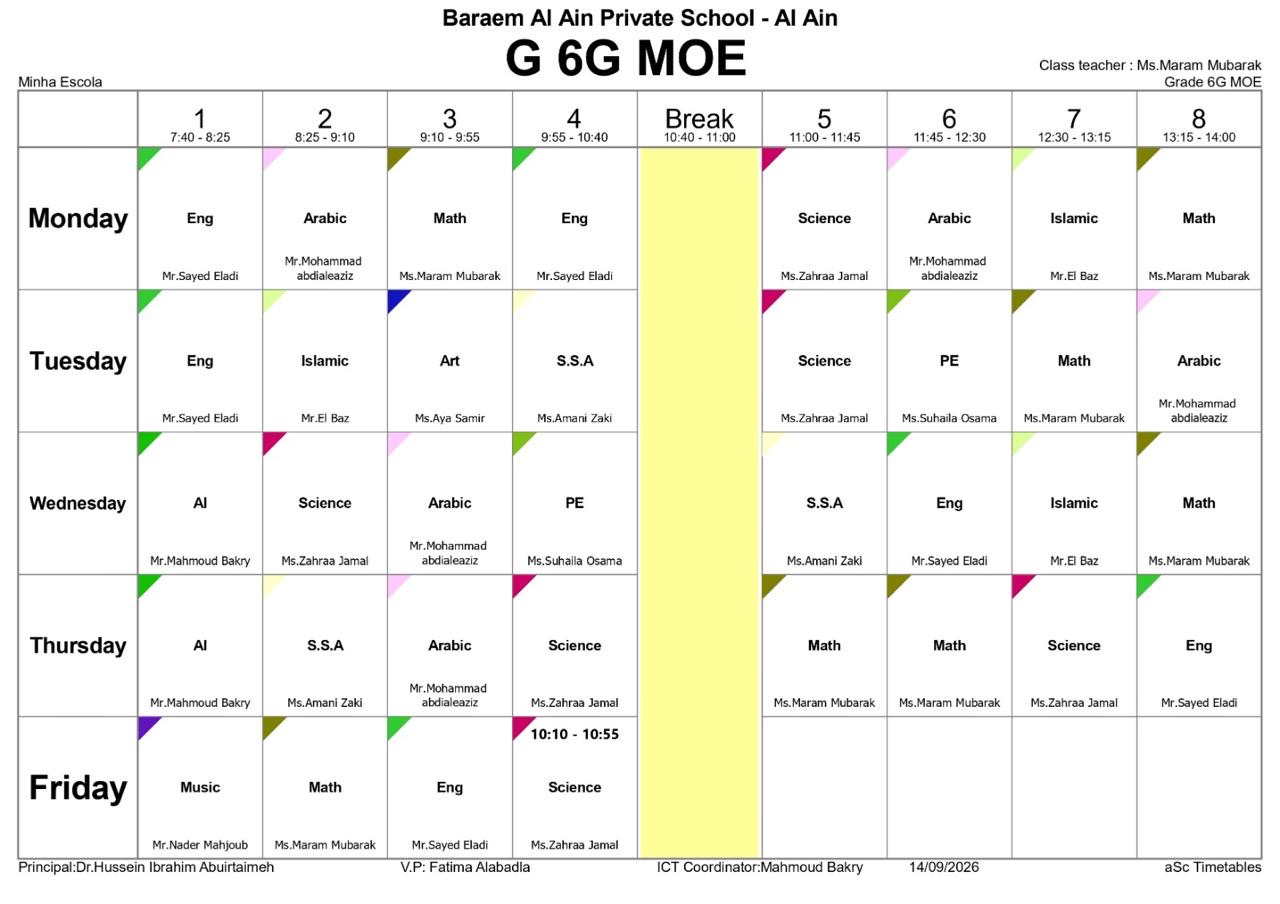 Baraem Al Ain Private School - Al Ain
G 6G MOE
Minha Escola
Class teacher : Ms.Maram Mubarak
Grade 6G MOE
1 2 3 4 Break 5 6 7 8
7:40 - 8:25 8:25 - 9:10 9:10 - 9:55 9:55 - 10:40 10:40 - 11:00 11:00 - 11:45 11:45 - 12:30 12:30 - 13:15 13:15 - 14:00
Monday
Eng Arabic Math Eng Science Arabic Islamic Math
Mr.Sayed Eladi Mr.Mohammad abdialeaziz Ms.Maram Mubarak Mr.Sayed Eladi Ms.Zahraa Jamal Mr.Mohammad abdialeaziz Mr.El Baz Ms.Maram Mubarak
Tuesday
Eng Islamic Art S.S.A Science PE Math Arabic
Mr.Sayed Eladi Mr.El Baz Ms.Aya Samir Ms.Amani Zaki Ms.Zahraa Jamal Ms.Suhaila Osama Ms.Maram Mubarak Mr.Mohammad abdialeaziz
Wednesday
AI Science Arabic PE S.S.A Eng Islamic Math
Mr.Mahmoud Bakry Ms.Zahraa Jamal Mr.Mohammad abdialeaziz Ms.Suhaila Osama Ms.Amani Zaki Mr.Sayed Eladi Mr.El Baz Ms.Maram Mubarak
Thursday
AI S.S.A Arabic Science Math Math Science Eng
Mr.Mahmoud Bakry Ms.Amani Zaki Mr.Mohammad abdialeaziz Ms.Zahraa Jamal Ms.Maram Mubarak Ms.Maram Mubarak Ms.Zahraa Jamal Mr.Sayed Eladi
Friday
10:10 - 10:55
Music Math Eng Science
Mr.Nader Mahjoub Ms.Maram Mubarak Mr.Sayed Eladi Ms.Zahraa Jamal
Principal:Dr.Hussein Ibrahim Abuirtaimeh V.P: Fatima Alabadla ICT Coordinator:Mahmoud Bakry 14/09/2026 aSc Timetables